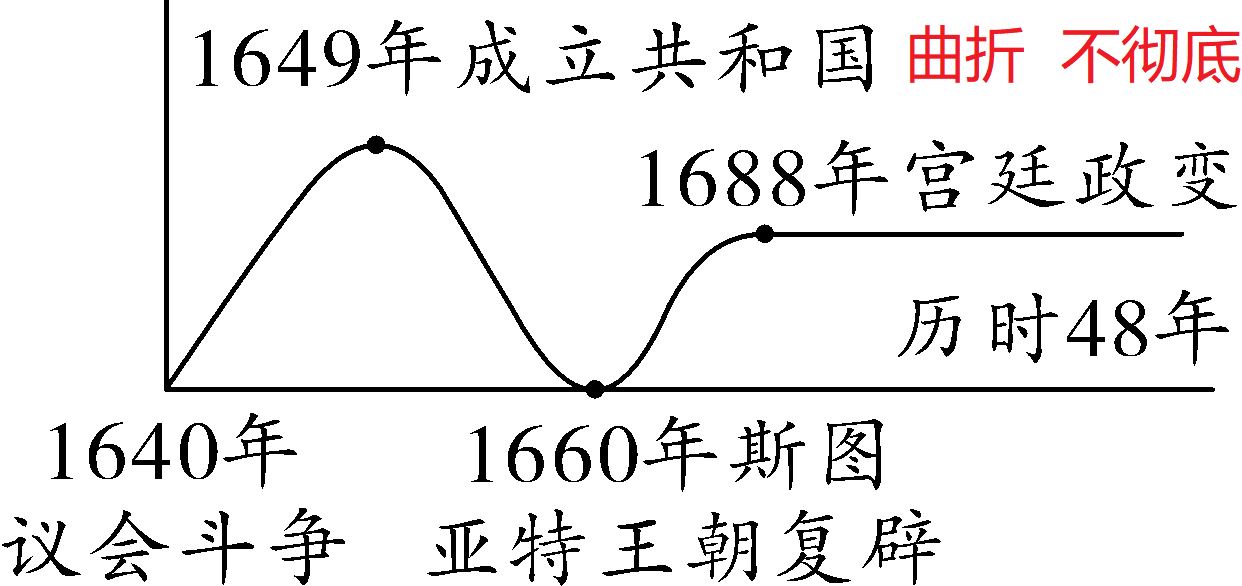 1649年成立共和国 曲折 不彻底
1688年宫廷政变
历时48年
1640年
议会斗争
1660年斯图
亚特王朝复辟